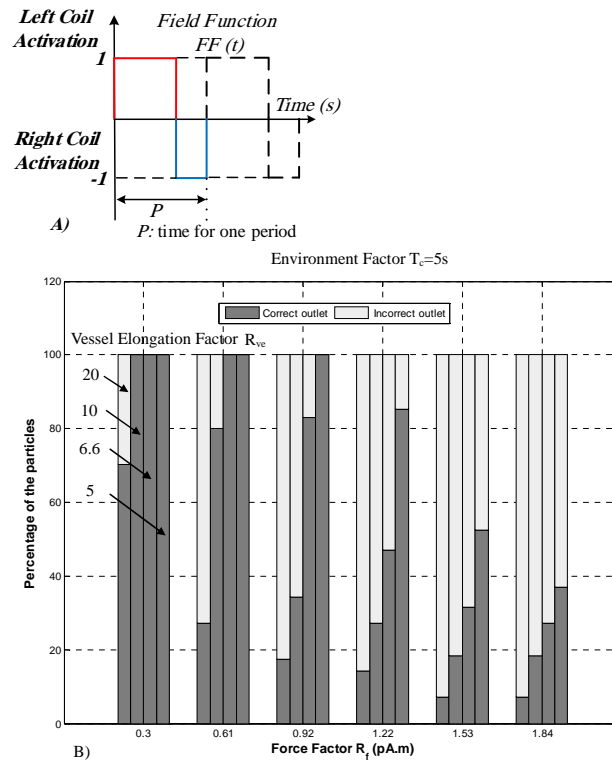 Left Coil
Activation
Field Function
FF (t)
1
Time (s)
Right Coil
Activation
-1
P
A)
P: time for one period
Environment Factor T_c=5s
120
Correct outlet
Incorrect outlet
Vessel Elongation Factor R_ve
100
20
80
10
6.6
60
5
40
20
0
Percentage of the particles
0.3
0.61
0.92
1.22
1.53
1.84
B)
Force Factor R_f (pA.m)